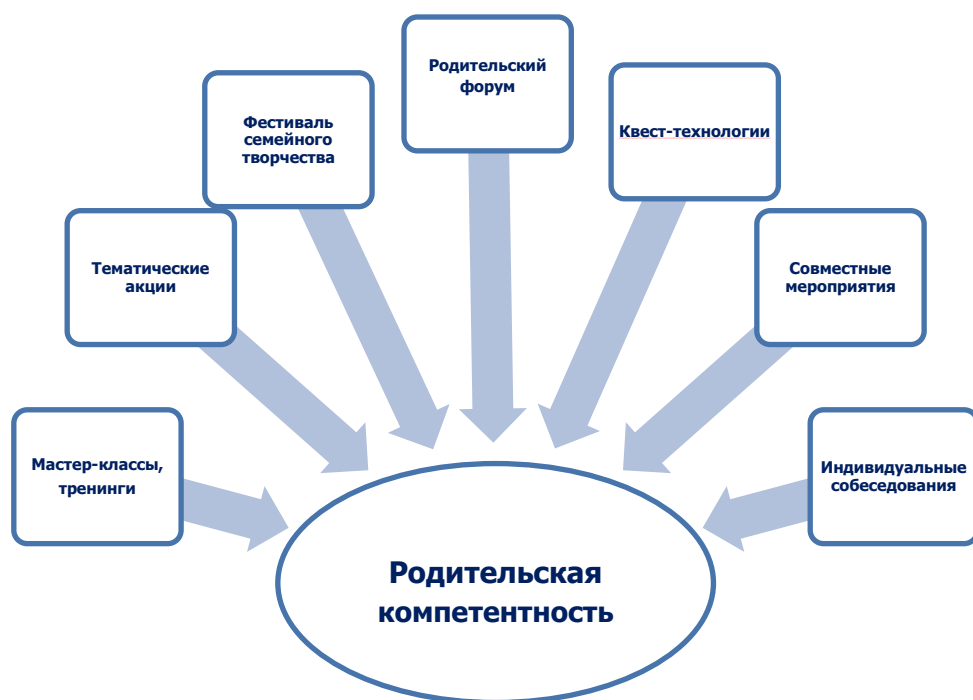 Родительский
форум
Фестиваль
семейного
творчества
Квест-технологии
Тематические
акции
Совместные
мероприятия
Мастер-классы,
тренинги
Индивидуальные
собеседования
Родительская
компетентность